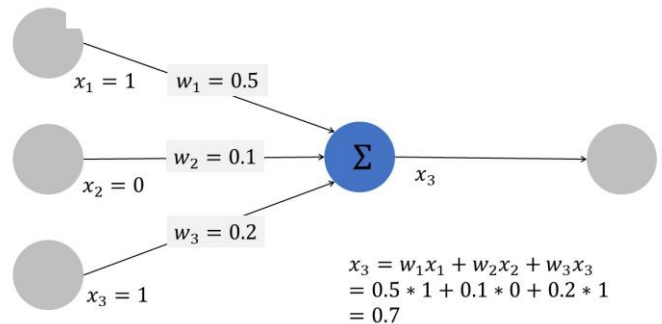 x₁ = 1
w₁ = 0.5
w₂ = 0.1
Σ
x₂ = 0
x₃
w₃ = 0.2
x₃ = 1
x₃ = w₁x₁ + w₂x₂ + w₃x₃
= 0.5 * 1 + 0.1 * 0 + 0.2 * 1
= 0.7